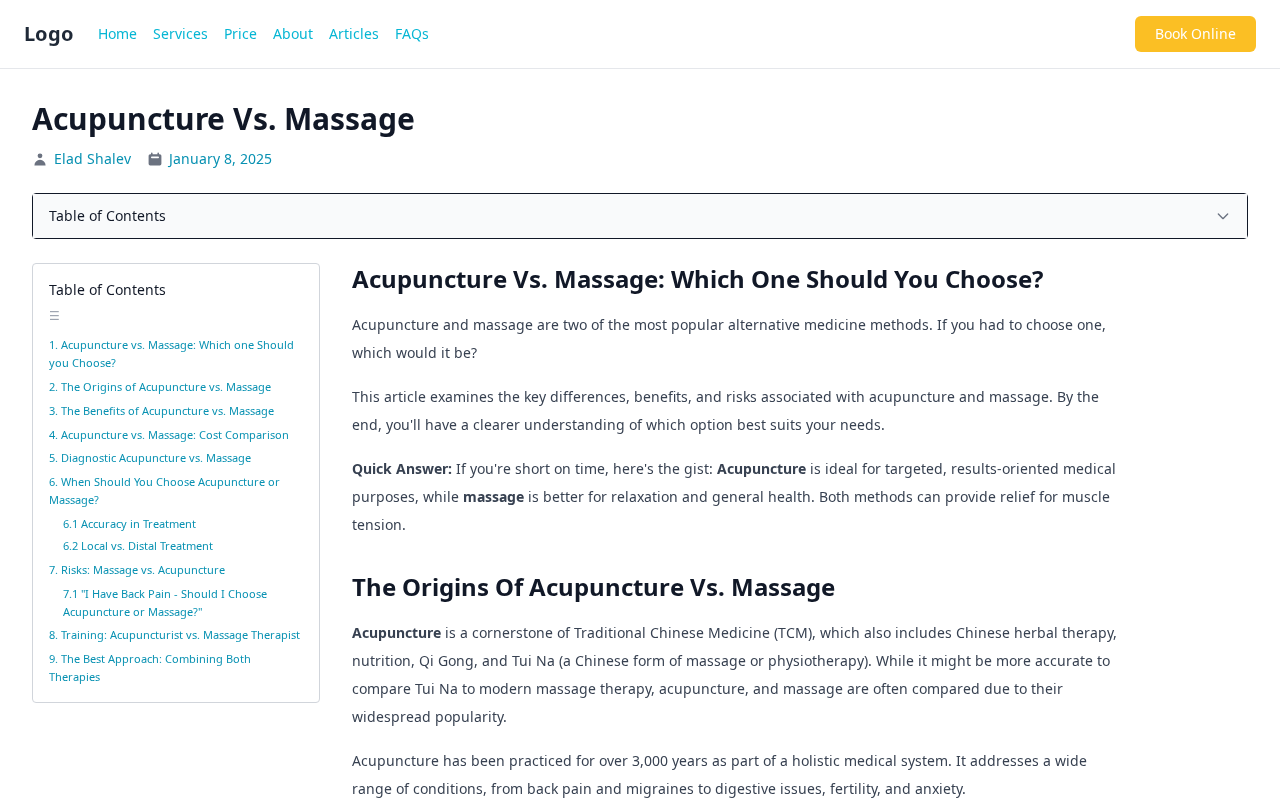 Logo
Home
Services
Price
About
Articles
FAQs
Book Online
Acupuncture Vs. Massage
Elad Shalev
January 8, 2025
Table of Contents
Table of Contents
☰
1. Acupuncture vs. Massage: Which one Should
you Choose?
2. The Origins of Acupuncture vs. Massage
3. The Benefits of Acupuncture vs. Massage
4. Acupuncture vs. Massage: Cost Comparison
5. Diagnostic Acupuncture vs. Massage
6. When Should You Choose Acupuncture or
Massage?
6.1 Accuracy in Treatment
6.2 Local vs. Distal Treatment
7. Risks: Massage vs. Acupuncture
7.1 "I Have Back Pain - Should I Choose
Acupuncture or Massage?"
8. Training: Acupuncturist vs. Massage Therapist
9. The Best Approach: Combining Both
Therapies
Acupuncture Vs. Massage: Which One Should You Choose?
Acupuncture and massage are two of the most popular alternative medicine methods. If you had to choose one,
which would it be?
This article examines the key differences, benefits, and risks associated with acupuncture and massage. By the
end, you'll have a clearer understanding of which option best suits your needs.
Quick Answer: If you're short on time, here's the gist: Acupuncture is ideal for targeted, results-oriented medical
purposes, while massage is better for relaxation and general health. Both methods can provide relief for muscle
tension.
The Origins Of Acupuncture Vs. Massage
Acupuncture is a cornerstone of Traditional Chinese Medicine (TCM), which also includes Chinese herbal therapy,
nutrition, Qi Gong, and Tui Na (a Chinese form of massage or physiotherapy). While it might be more accurate to
compare Tui Na to modern massage therapy, acupuncture, and massage are often compared due to their
widespread popularity.
Acupuncture has been practiced for over 3,000 years as part of a holistic medical system. It addresses a wide
range of conditions, from back pain and migraines to digestive issues, fertility, and anxiety.